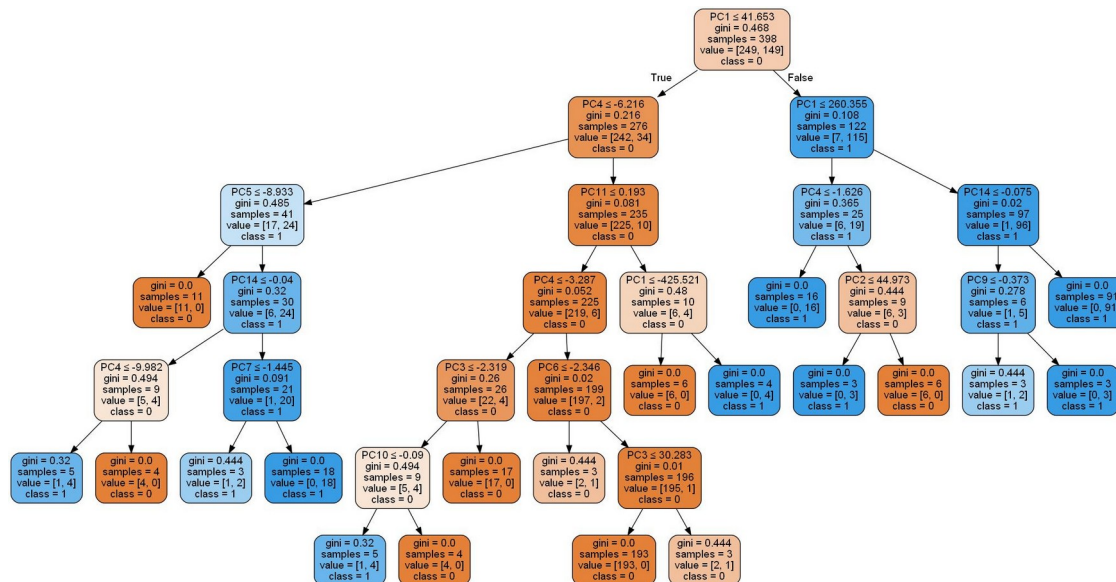 PC1 ≤ 41.653
gini = 0.468
samples = 398
value = [249, 149]
class = 0
True
False
PC4 ≤ -6.216
gini = 0.216
samples = 276
value = [242, 34]
class = 0
PC1 ≤ 260.355
gini = 0.108
samples = 122
value = [7, 115]
class = 1
PC5 ≤ -8.933
gini = 0.485
samples = 41
value = [17, 24]
class = 1
PC11 ≤ 0.193
gini = 0.081
samples = 235
value = [225, 10]
class = 0
PC4 ≤ -1.626
gini = 0.365
samples = 25
value = [6, 19]
class = 1
PC14 ≤ -0.075
gini = 0.02
samples = 97
value = [1, 96]
class = 1
gini = 0.0
samples = 11
value = [11, 0]
class = 0
PC14 ≤ -0.04
gini = 0.32
samples = 30
value = [6, 24]
class = 1
PC4 ≤ -3.287
gini = 0.052
samples = 225
value = [219, 6]
class = 0
PC1 ≤ -425.521
gini = 0.48
samples = 10
value = [6, 4]
class = 0
gini = 0.0
samples = 16
value = [0, 16]
class = 1
PC2 ≤ 44.973
gini = 0.444
samples = 9
value = [6, 3]
class = 0
PC9 ≤ -0.373
gini = 0.278
samples = 6
value = [1, 5]
class = 1
gini = 0.0
samples = 91
value = [0, 91]
class = 1
PC4 ≤ -9.982
gini = 0.494
samples = 9
value = [5, 4]
class = 0
PC7 ≤ -1.445
gini = 0.091
samples = 21
value = [1, 20]
class = 1
PC3 ≤ -2.319
gini = 0.26
samples = 26
value = [22, 4]
class = 0
PC6 ≤ -2.346
gini = 0.02
samples = 199
value = [197, 2]
class = 0
gini = 0.0
samples = 6
value = [6, 0]
class = 0
gini = 0.0
samples = 4
value = [0, 4]
class = 1
gini = 0.0
samples = 3
value = [0, 3]
class = 1
gini = 0.0
samples = 6
value = [6, 0]
class = 0
gini = 0.444
samples = 3
value = [1, 2]
class = 1
gini = 0.0
samples = 3
value = [0, 3]
class = 1
gini = 0.32
samples = 5
value = [1, 4]
class = 1
gini = 0.0
samples = 4
value = [4, 0]
class = 0
gini = 0.444
samples = 3
value = [1, 2]
class = 1
gini = 0.0
samples = 18
value = [0, 18]
class = 1
PC10 ≤ -0.09
gini = 0.494
samples = 9
value = [5, 4]
class = 0
gini = 0.0
samples = 17
value = [17, 0]
class = 0
gini = 0.444
samples = 3
value = [2, 1]
class = 0
PC3 ≤ 30.283
gini = 0.01
samples = 196
value = [195, 1]
class = 0
gini = 0.32
samples = 5
value = [1, 4]
class = 1
gini = 0.0
samples = 4
value = [4, 0]
class = 0
gini = 0.0
samples = 193
value = [193, 0]
class = 0
gini = 0.444
samples = 3
value = [2, 1]
class = 0